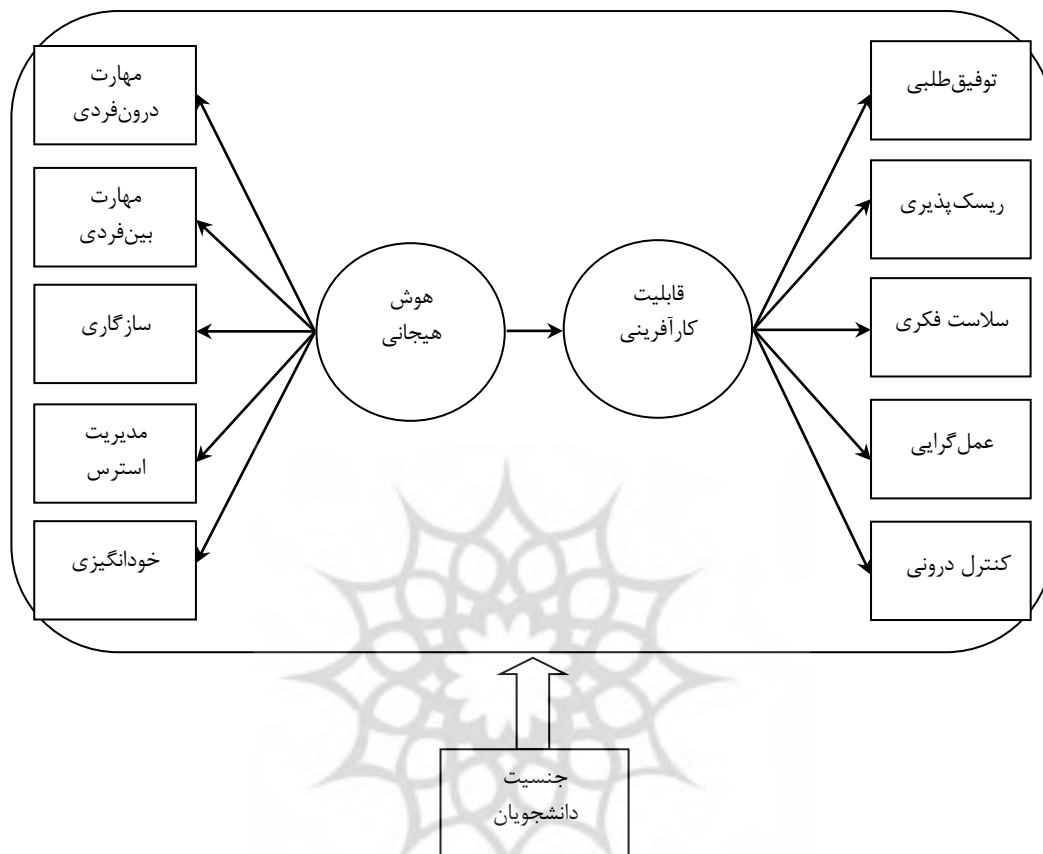 توفیق‌طلبی
ریسک‌پذیری
سلاست فکری
عمل‌گرایی
کنترل درونی
قابلیت
کارآفرینی
هوش
هیجانی
مهارت
درون‌فردی
مهارت
بین‌فردی
سازگاری
مدیریت
استرس
خودانگیزی
جنسیت
دانشجویان